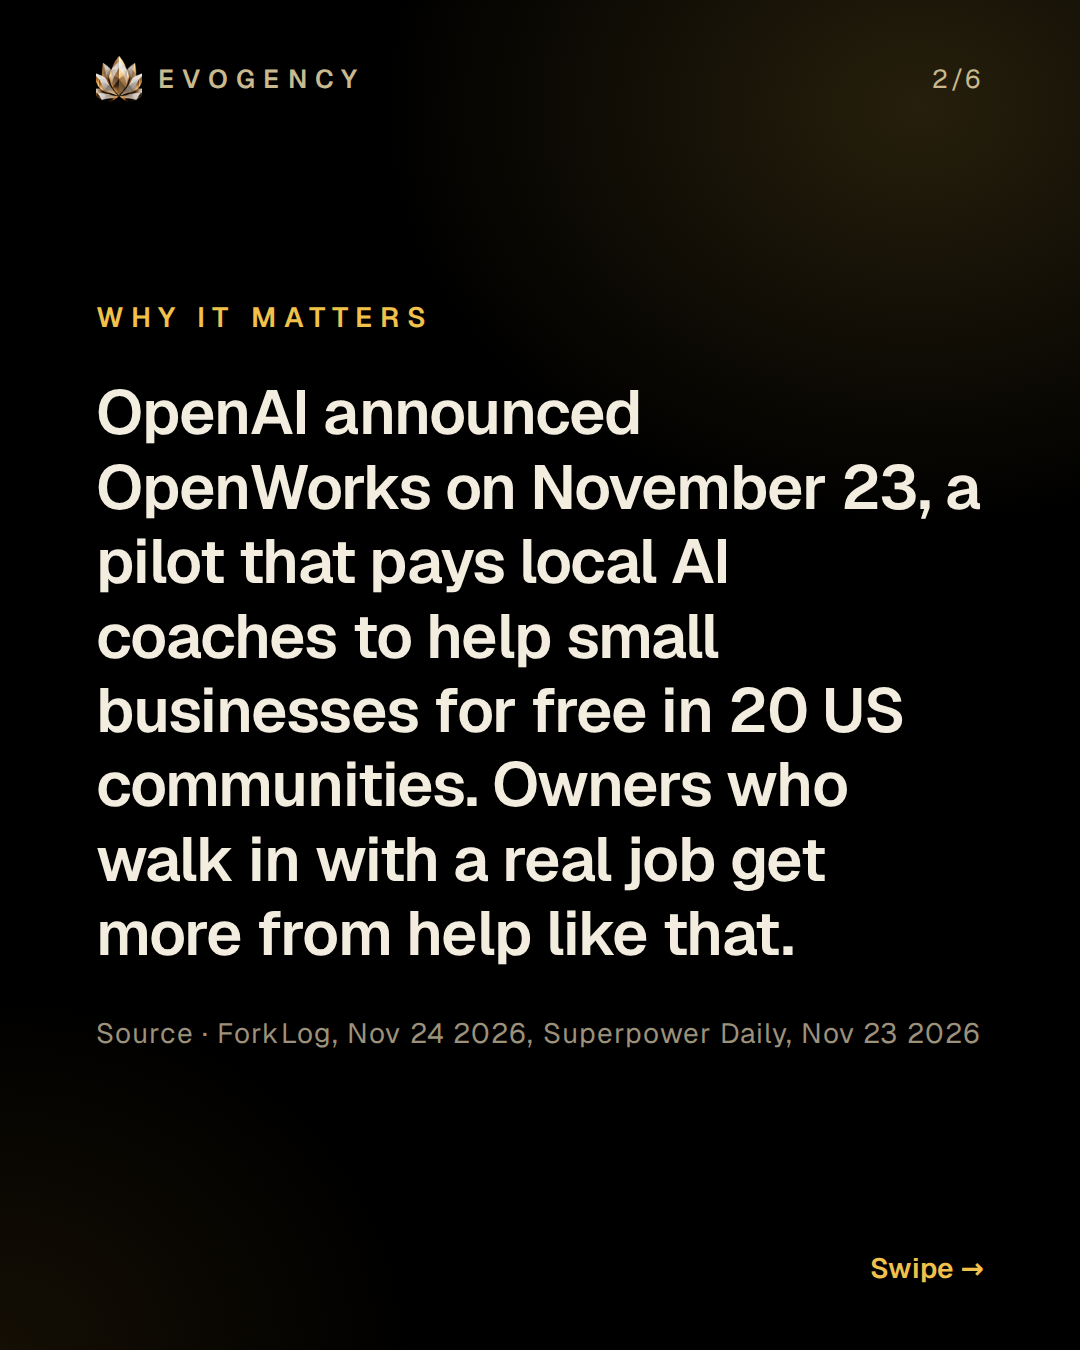 EVOGENCY
2/6
WHY IT MATTERS
OpenAI announced
OpenWorks on November 23, a
pilot that pays local AI
coaches to help small
businesses for free in 20 US
communities. Owners who
walk in with a real job get
more from help like that.
Source · ForkLog, Nov 24 2026, Superpower Daily, Nov 23 2026
Swipe →